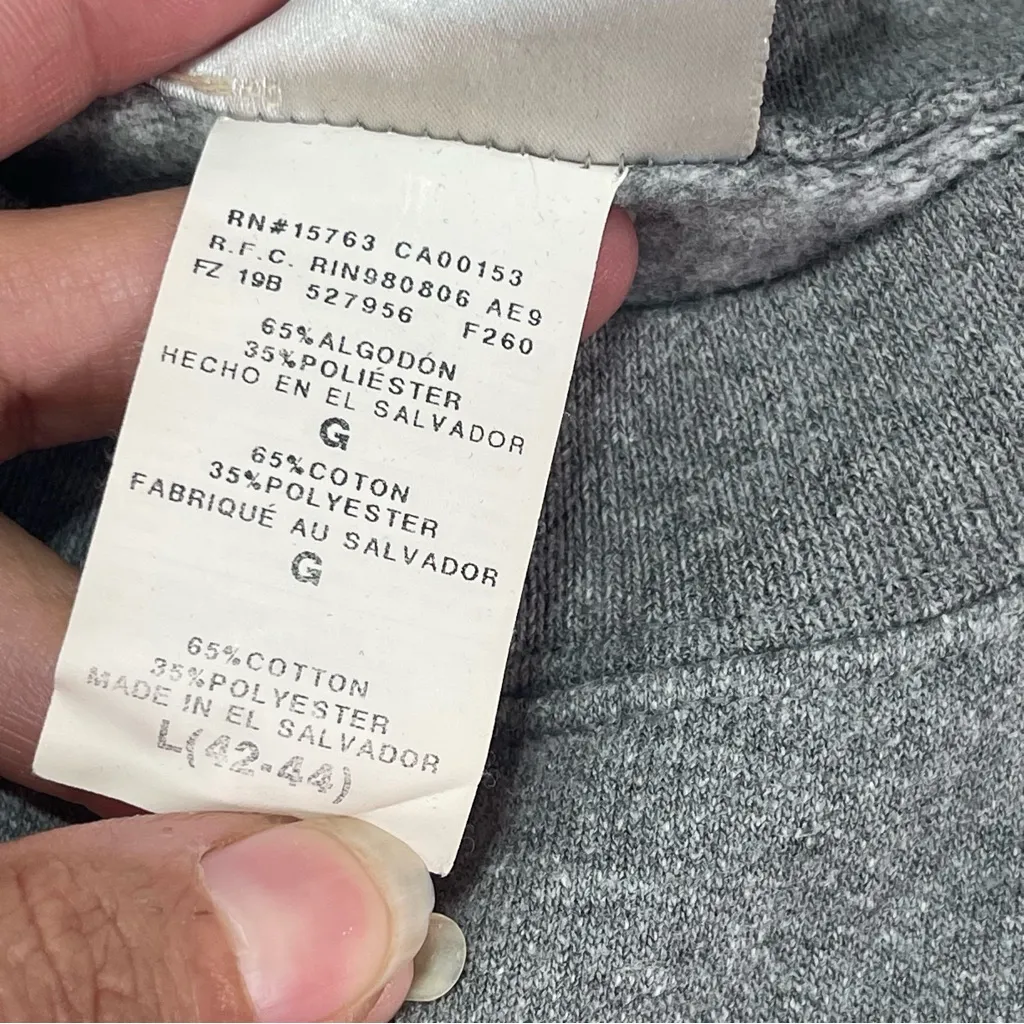 RN#15763 CA00153
R.F.C. RIN980806 AE9
FZ 19B 527956 F260
65%ALGODÓN
35%POLIÉSTER
HECHO EN EL SALVADOR
G
65%COTON
35%POLYESTER
FABRIQUÉ AU SALVADOR
G
65%COTTON
35%POLYESTER
MADE IN EL SALVADOR
L(42-44)